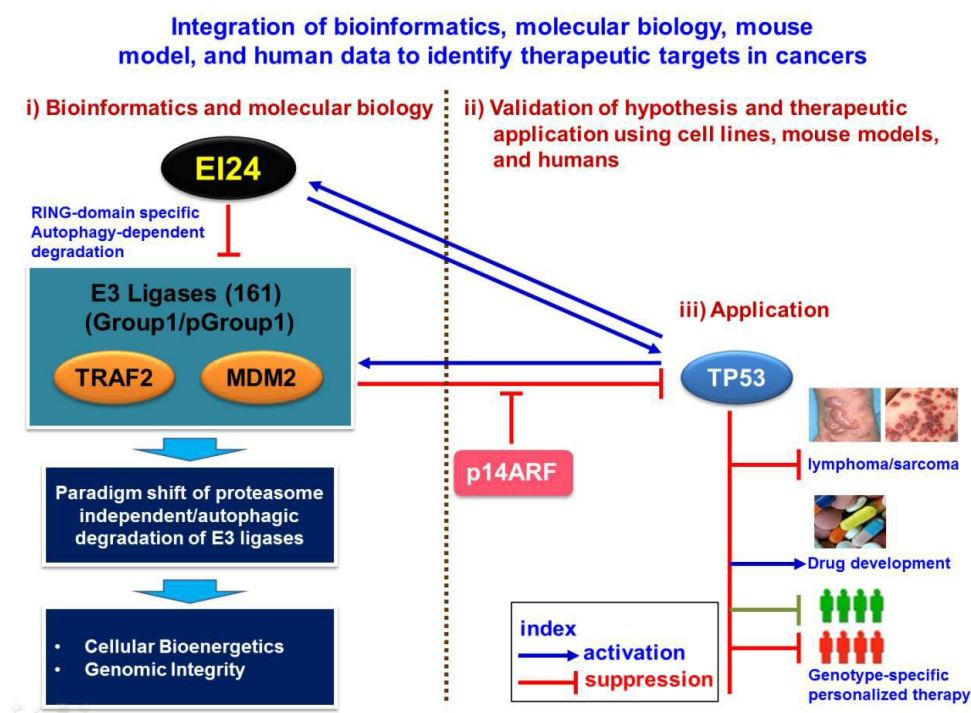 Integration of bioinformatics, molecular biology, mouse
model, and human data to identify therapeutic targets in cancers
i) Bioinformatics and molecular biology
EI24
RING-domain specific
Autophagy-dependent
degradation
E3 Ligases (161)
(Group1/pGroup1)
TRAF2
MDM2
Paradigm shift of proteasome
independent/autophagic
degradation of E3 ligases
• Cellular Bioenergetics
• Genomic Integrity
ii) Validation of hypothesis and therapeutic
application using cell lines, mouse models,
and humans
iii) Application
TP53
p14ARF
lymphoma/sarcoma
Drug development
Genotype-specific
personalized therapy
index
activation
suppression